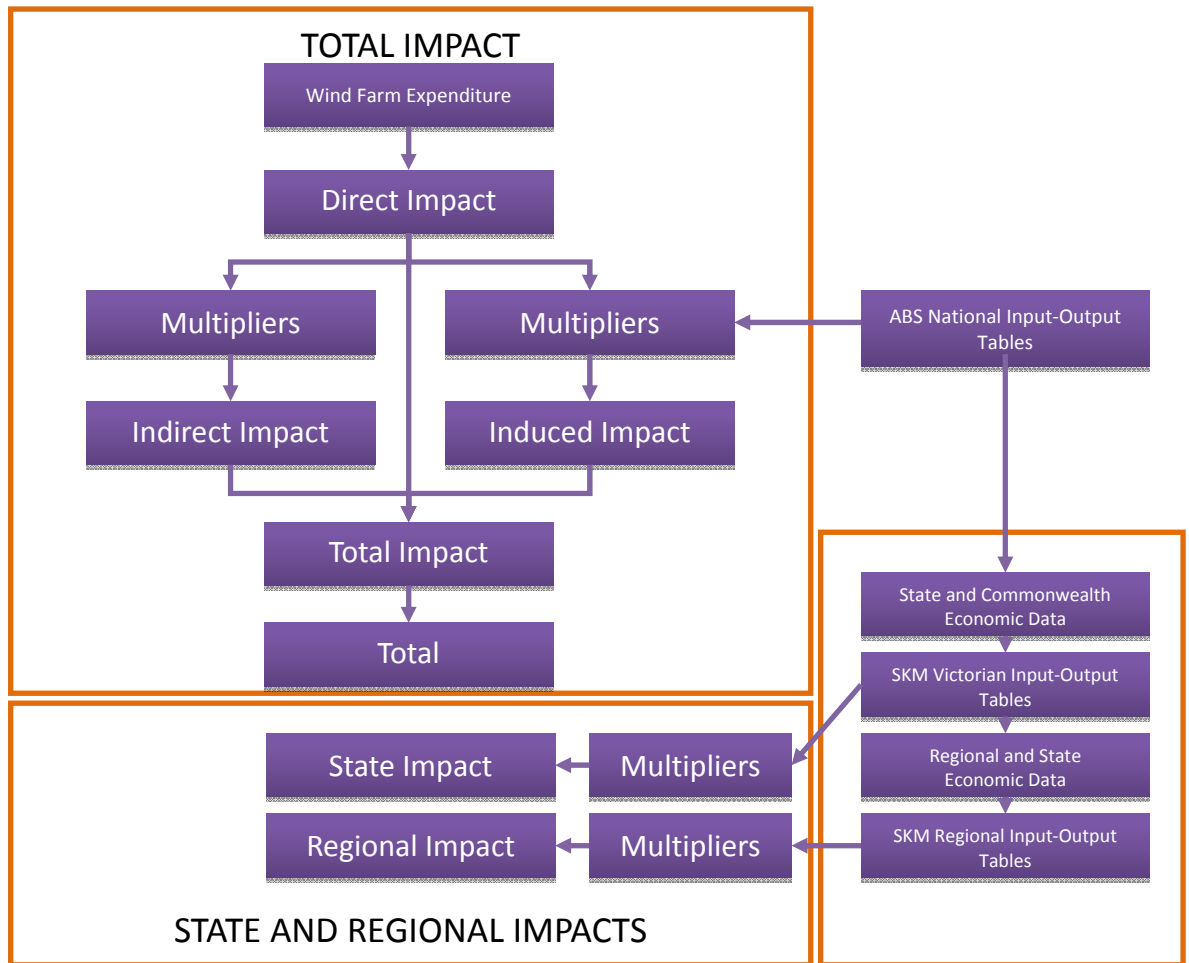 TOTAL IMPACT
Wind Farm Expenditure
Direct Impact
Multipliers
Multipliers
ABS National Input-Output
Tables
Indirect Impact
Induced Impact
Total Impact
Total
State and Commonwealth
Economic Data
SKM Victorian Input-Output
Tables
Regional and State
Economic Data
SKM Regional Input-Output
Tables
State Impact
Multipliers
Regional Impact
Multipliers
STATE AND REGIONAL IMPACTS